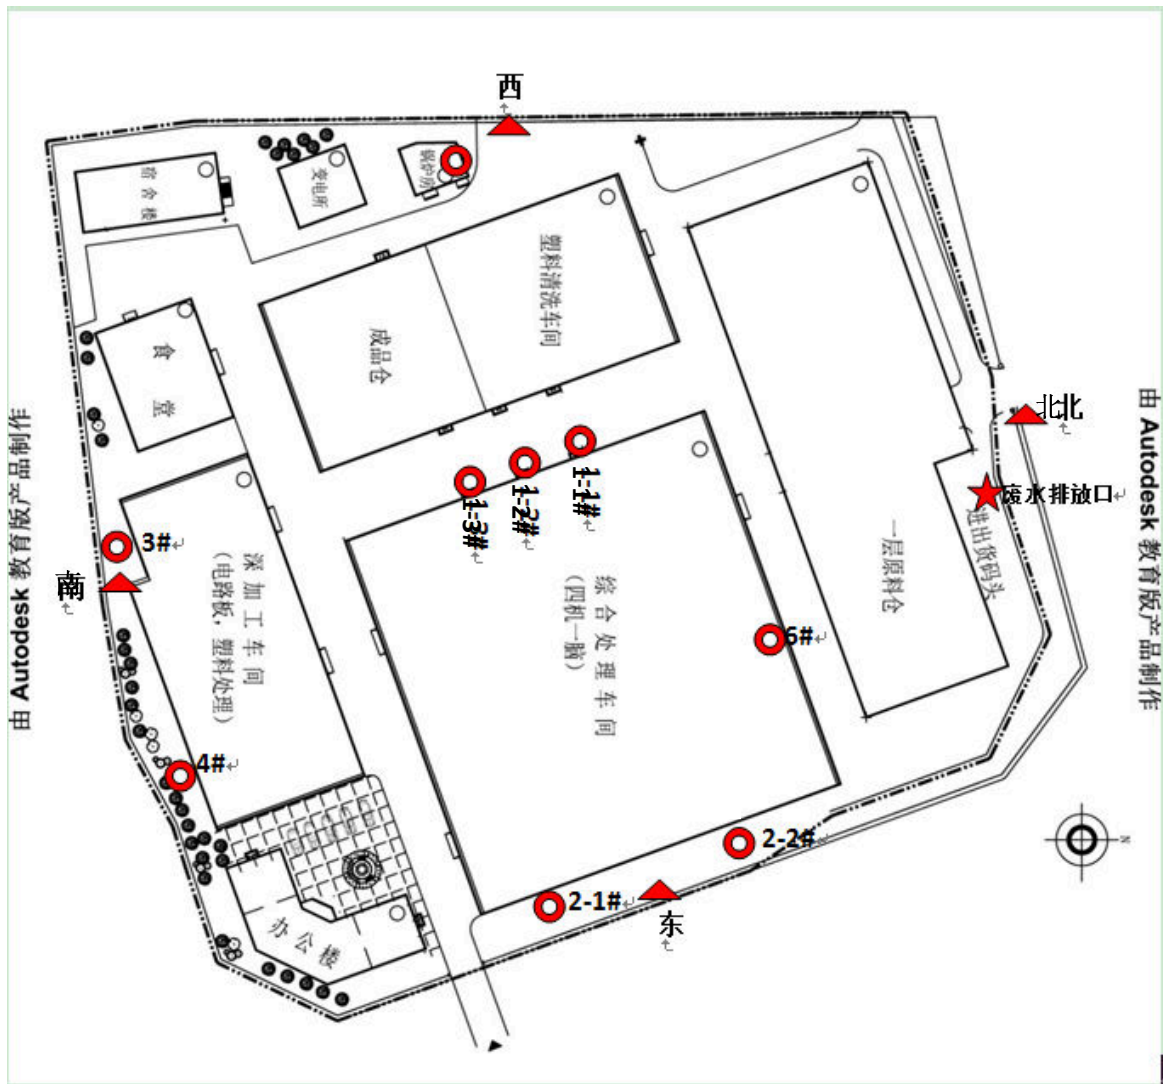 西
宿舍楼
变电所
锅炉房
塑料清洗车间
成品仓
食堂
北北
废水排放口
进出货码头
一层原料仓
1-1#
1-2#
1-3#
3#
南
深加工车间
(电路板，塑料处理)
综合处理车间
(四机一脑)
6#
4#
2-2#
2-1#
东
办公楼
N
由 Autodesk 教育版产品制作
由 Autodesk 教育版产品制作